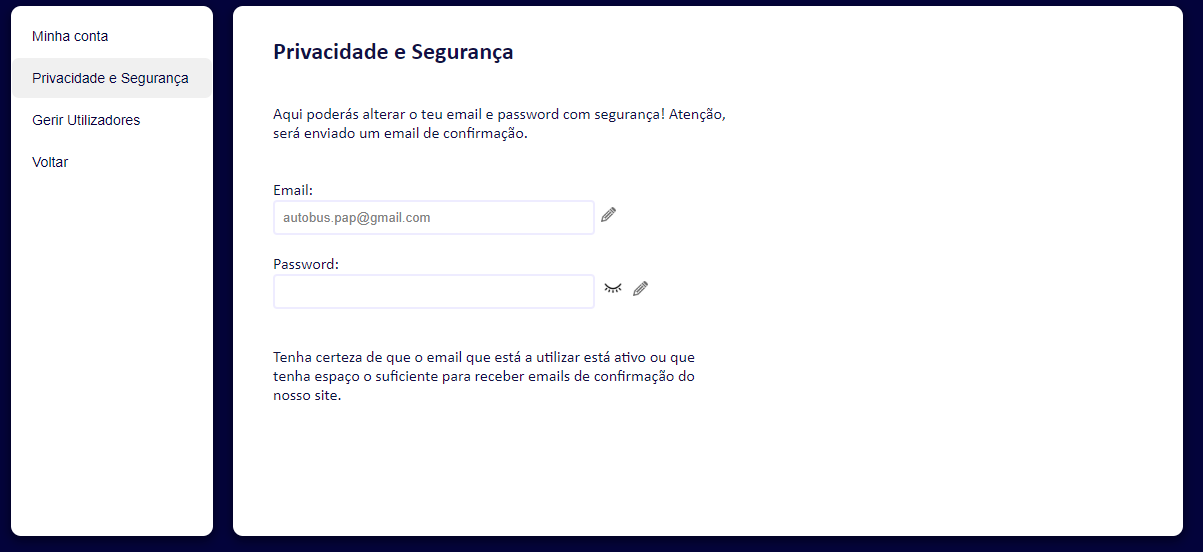 Minha conta
Privacidade e Segurança
Gerir Utilizadores
Voltar
Privacidade e Segurança
Aqui poderás alterar o teu email e password com segurança! Atenção,
será enviado um email de confirmação.
Email:
autobus.pap@gmail.com
Password:
Tenha certeza de que o email que está a utilizar está ativo ou que
tenha espaço o suficiente para receber emails de confirmação do
nosso site.